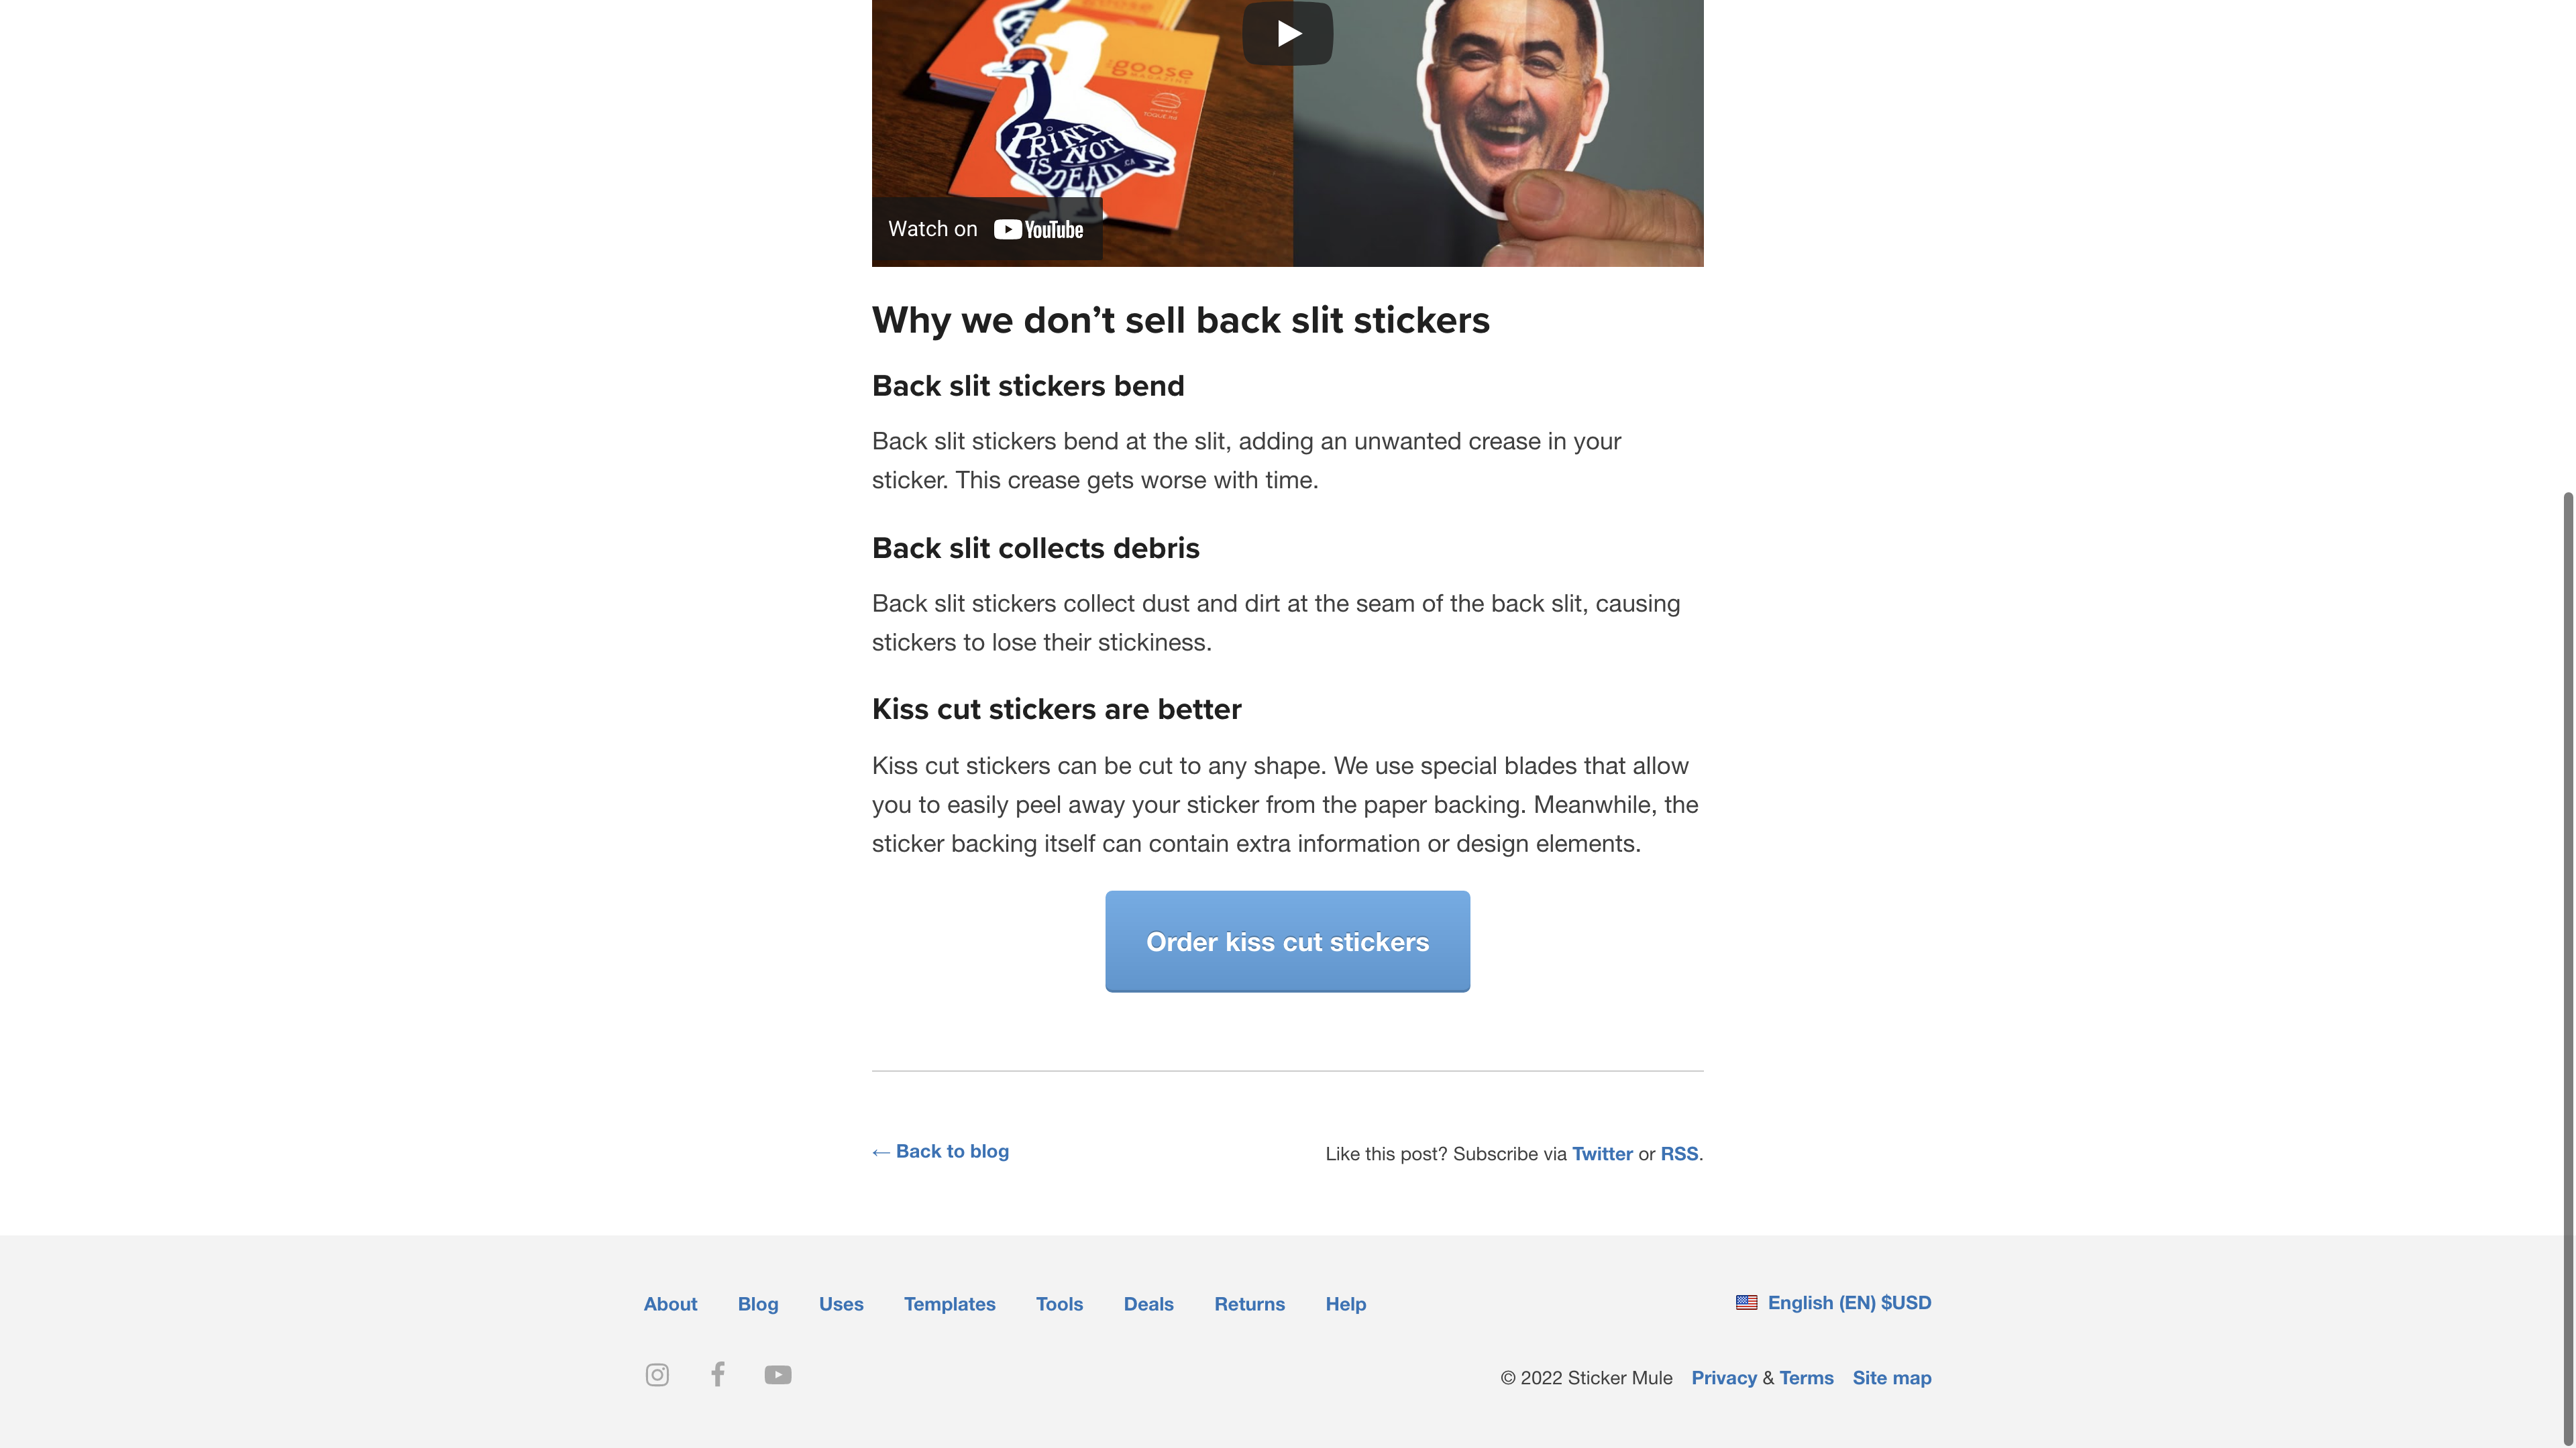 the goose
MAGAZINE
TOQUE.ltd
PRINT
IS NOT
DEAD.CA
Watch on YouTube
Why we don’t sell back slit stickers
Back slit stickers bend
Back slit stickers bend at the slit, adding an unwanted crease in your
sticker. This crease gets worse with time.
Back slit collects debris
Back slit stickers collect dust and dirt at the seam of the back slit, causing
stickers to lose their stickiness.
Kiss cut stickers are better
Kiss cut stickers can be cut to any shape. We use special blades that allow
you to easily peel away your sticker from the paper backing. Meanwhile, the
sticker backing itself can contain extra information or design elements.
Order kiss cut stickers
← Back to blog
Like this post? Subscribe via Twitter or RSS.
About Blog Uses Templates Tools Deals Returns Help
English (EN) $USD
© 2022 Sticker Mule Privacy & Terms Site map